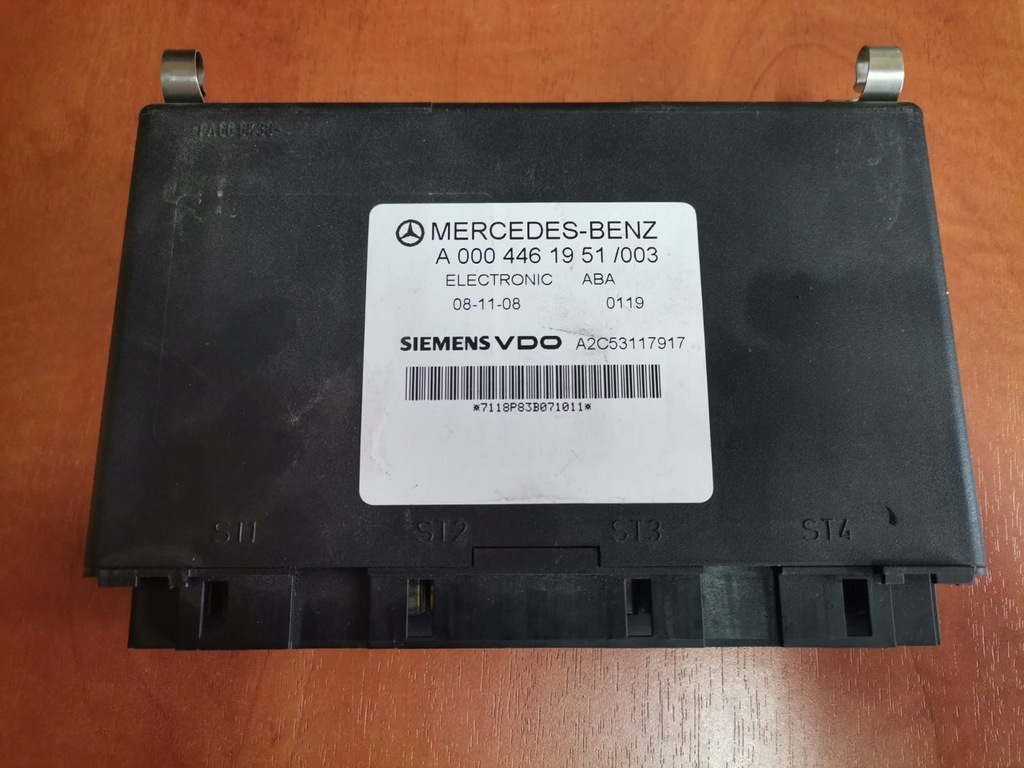 MERCEDES-BENZ
A 000 446 19 51 /003
ELECTRONIC ABA
08-11-08 0119
SIEMENS VDO A2C53117917
*7118P83B071011*
ST1 ST2 ST3 ST4